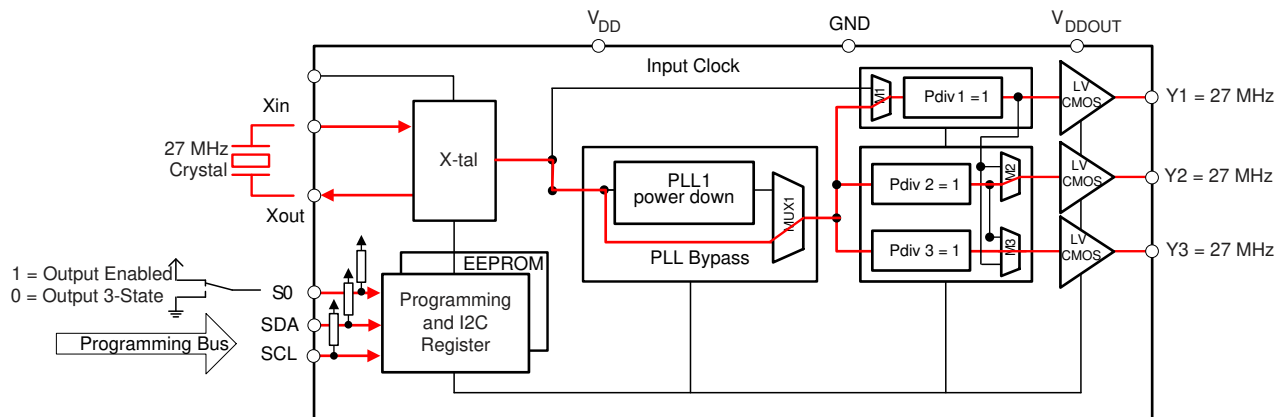 VDD
GND
VDDOUT
Input Clock
Xin
27 MHz
Crystal
Xout
X-tal
PLL1
power down
MUX1
PLL Bypass
M1
Pdiv 1 = 1
LV
CMOS
Y1 = 27 MHz
Pdiv 2 = 1
M2
LV
CMOS
Y2 = 27 MHz
Pdiv 3 = 1
M3
LV
CMOS
Y3 = 27 MHz
EEPROM
Programming
and I2C
Register
1 = Output Enabled
0 = Output 3-State
S0
SDA
SCL
Programming Bus